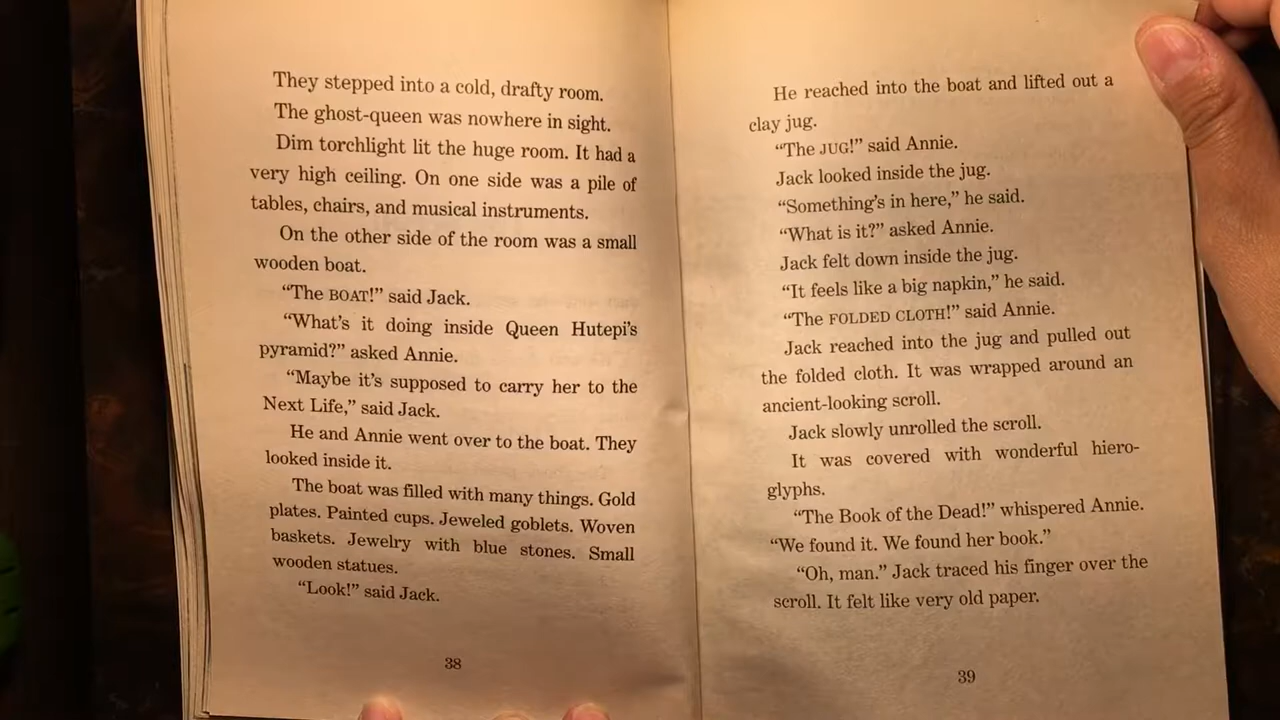 They stepped into a cold, drafty room.
The ghost-queen was nowhere in sight.
Dim torchlight lit the huge room. It had a
very high ceiling. On one side was a pile of
tables, chairs, and musical instruments.
On the other side of the room was a small
wooden boat.
“The BOAT!” said Jack.
“What’s it doing inside Queen Hutepi’s
pyramid?” asked Annie.
“Maybe it’s supposed to carry her to the
Next Life,” said Jack.
He and Annie went over to the boat. They
looked inside it.
The boat was filled with many things. Gold
plates. Painted cups. Jeweled goblets. Woven
baskets. Jewelry with blue stones. Small
wooden statues.
“Look!” said Jack.
38
He reached into the boat and lifted out a
clay jug.
“The JUG!” said Annie.
Jack looked inside the jug.
“Something’s in here,” he said.
“What is it?” asked Annie.
Jack felt down inside the jug.
“It feels like a big napkin,” he said.
“The FOLDED CLOTH!” said Annie.
Jack reached into the jug and pulled out
the folded cloth. It was wrapped around an
ancient-looking scroll.
Jack slowly unrolled the scroll.
It was covered with wonderful hiero-
glyphs.
“The Book of the Dead!” whispered Annie.
“We found it. We found her book.”
“Oh, man.” Jack traced his finger over the
scroll. It felt like very old paper.
39